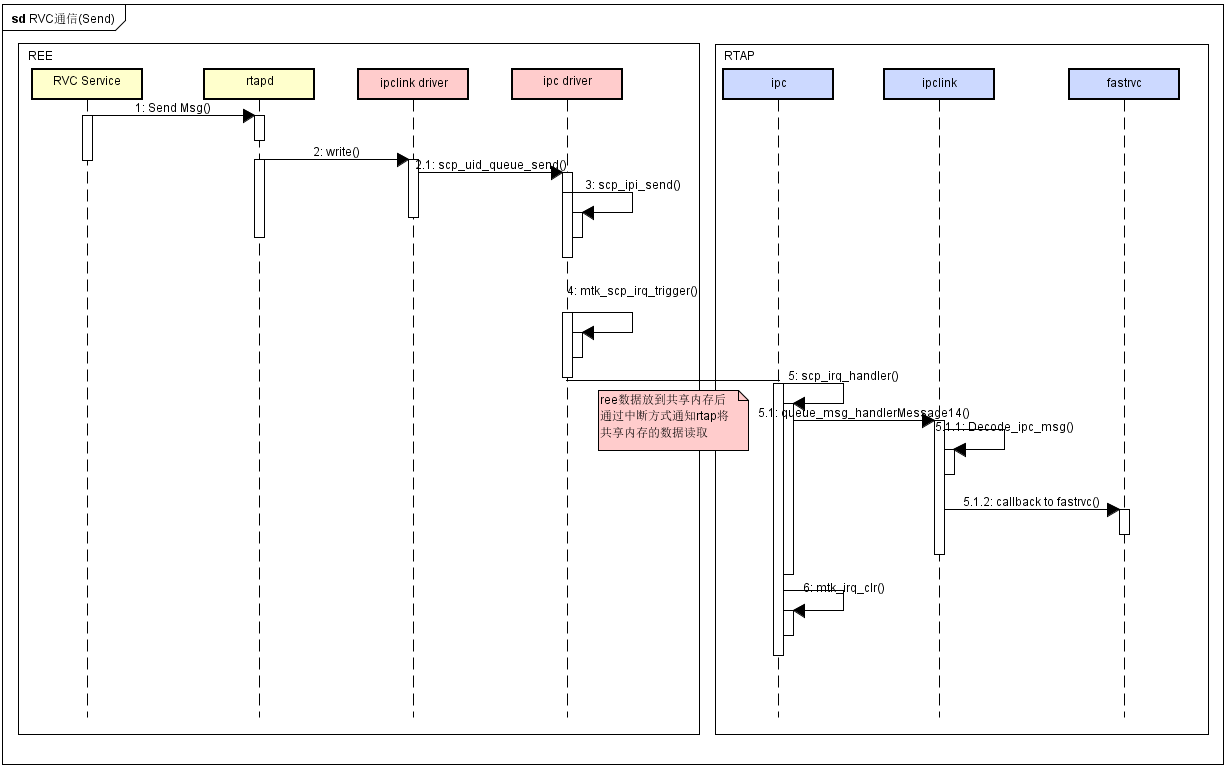 sd RVC通信(Send)
REE
RTAP
RVC Service
rtapd
ipclink driver
ipc driver
ipc
ipclink
fastrvc
1: Send Msg()
2: write()
2.1: scp_uid_queue_send()
3: scp_ipi_send()
4: mtk_scp_irq_trigger()
5: scp_irq_handler()
ree数据放到共享内存后
通过中断方式通知rtap将
共享内存的数据读取
5.1: queue_msg_handlerMessage14()
5.1.1: Decode_ipc_msg()
5.1.2: callback to fastrvc()
6: mtk_irq_clr()